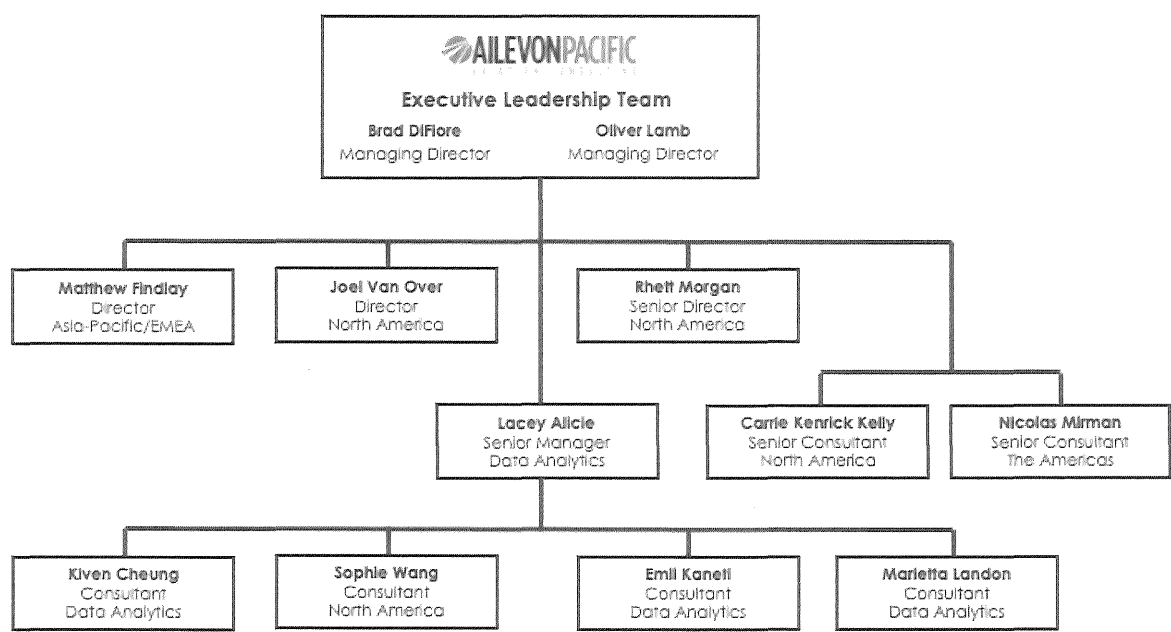 AILEVONPACIFIC
AVIATION CONSULTING
Executive Leadership Team
Brad DiFiore
Managing Director
Oliver Lamb
Managing Director
Matthew Findlay
Director
Asia-Pacific/EMEA
Joel Van Over
Director
North America
Rhett Morgan
Senior Director
North America
Lacey Alicie
Senior Manager
Data Analytics
Carrie Kenrick Kelly
Senior Consultant
North America
Nicolas Mirman
Senior Consultant
The Americas
Kiven Cheung
Consultant
Data Analytics
Sophie Wang
Consultant
North America
Emil Kaneti
Consultant
Data Analytics
Marietta Landon
Consultant
Data Analytics